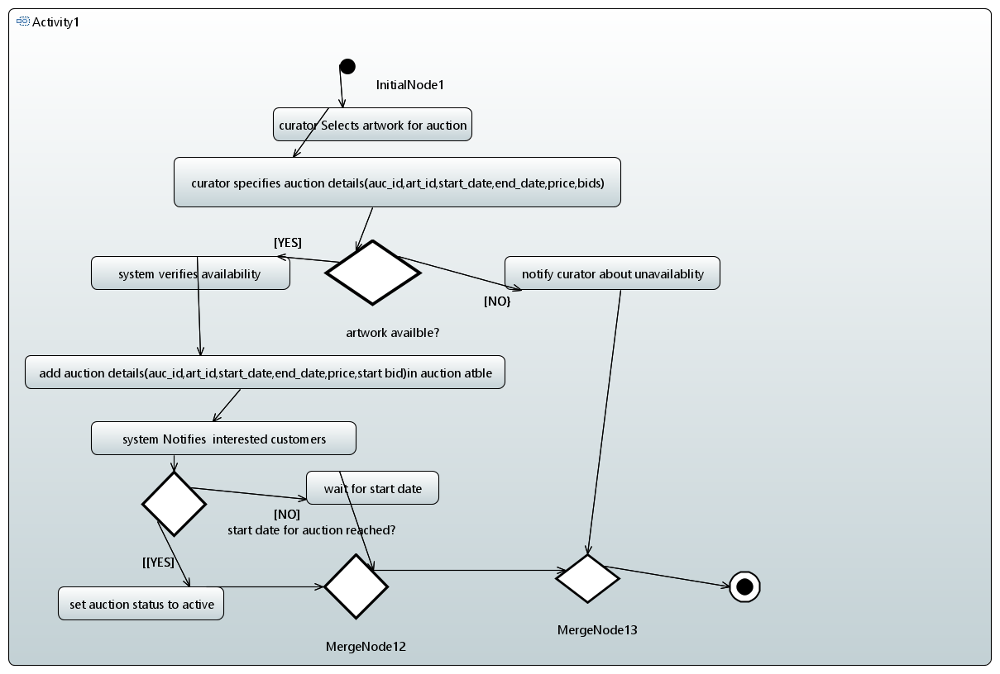 Activity1
InitialNode1
curator Selects artwork for auction
curator specifies auction details(auc_id,art_id,start_date,end_date,price,bids)
[YES]
system verifies availability
notify curator about unavailablity
[NO}
artwork availble?
add auction details(auc_id,art_id,start_date,end_date,price,start bid)in auction atble
system Notifies  interested customers
wait for start date
[NO]
start date for auction reached?
[[YES]
set auction status to active
MergeNode13
MergeNode12